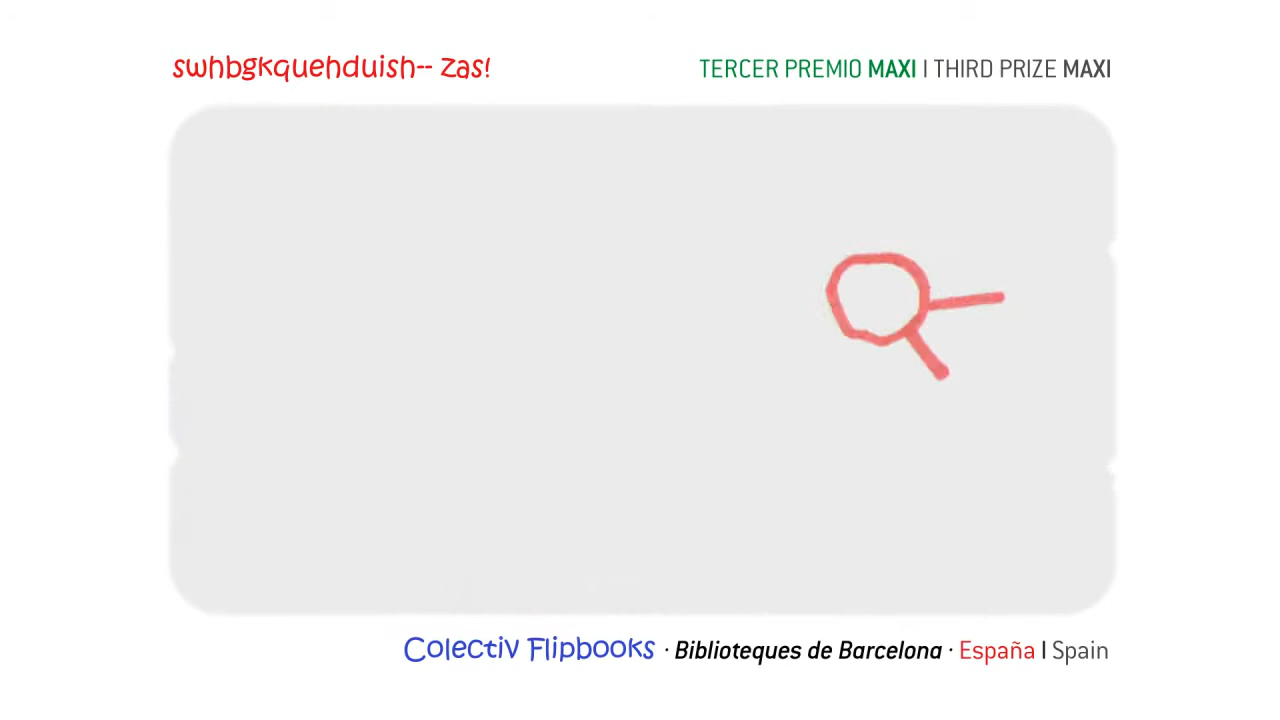 swhbgkquehduish-- zas!
TERCER PREMIO MAXI | THIRD PRIZE MAXI
Colectiv Flipbooks · Biblioteques de Barcelona · España | Spain